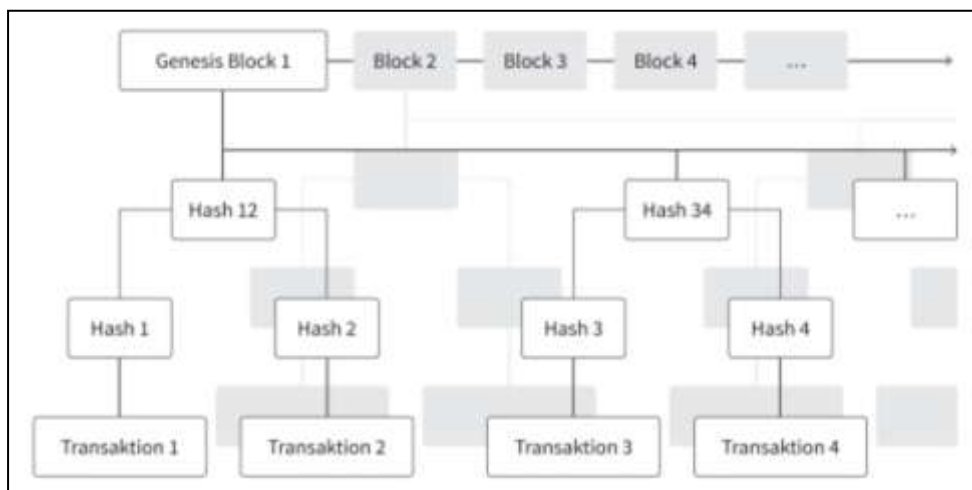 Genesis Block 1 Block 2 Block 3 Block 4 ...
Hash 12 Hash 34 ...
Hash 1 Hash 2 Hash 3 Hash 4
Transaktion 1 Transaktion 2 Transaktion 3 Transaktion 4